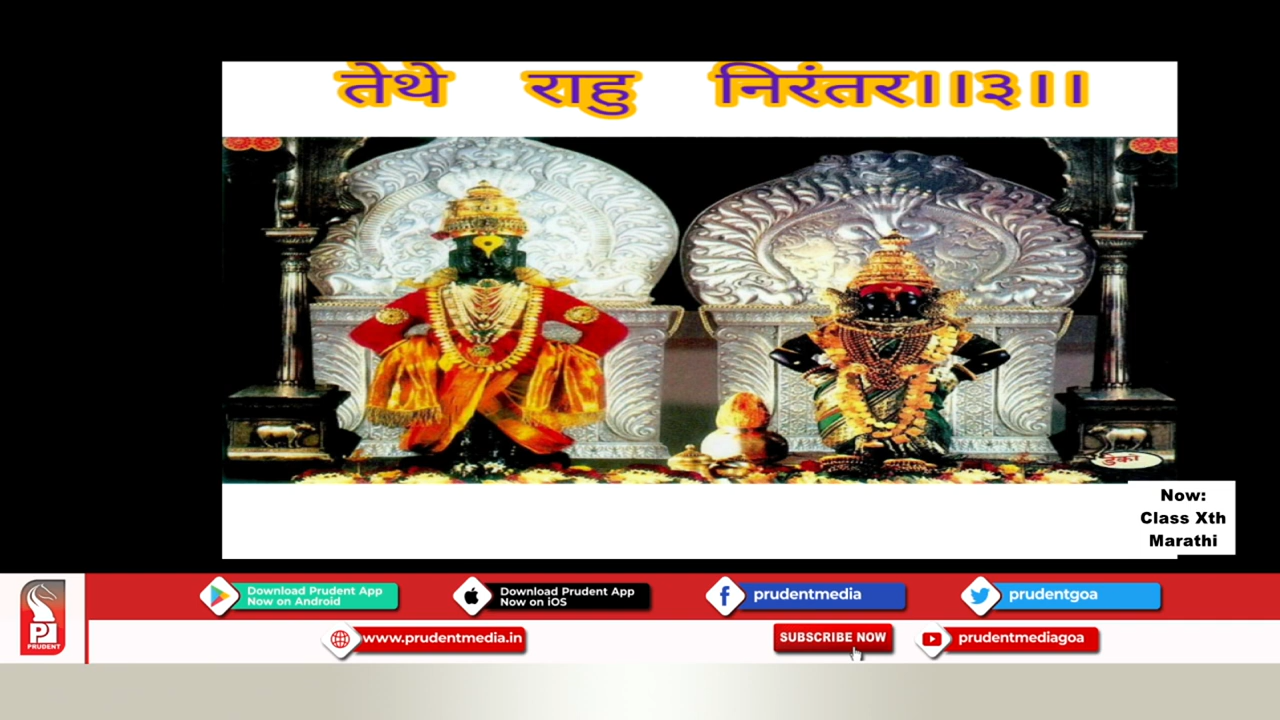 तेथे राहु निरंतर।।३।।
डेको
Now:
Class Xth
Marathi
Download Prudent App
Now on Android
Download Prudent App
Now on iOS
prudentmedia
prudentgoa
PRUDENT
www.prudentmedia.in
SUBSCRIBE NOW
prudentmediagoa